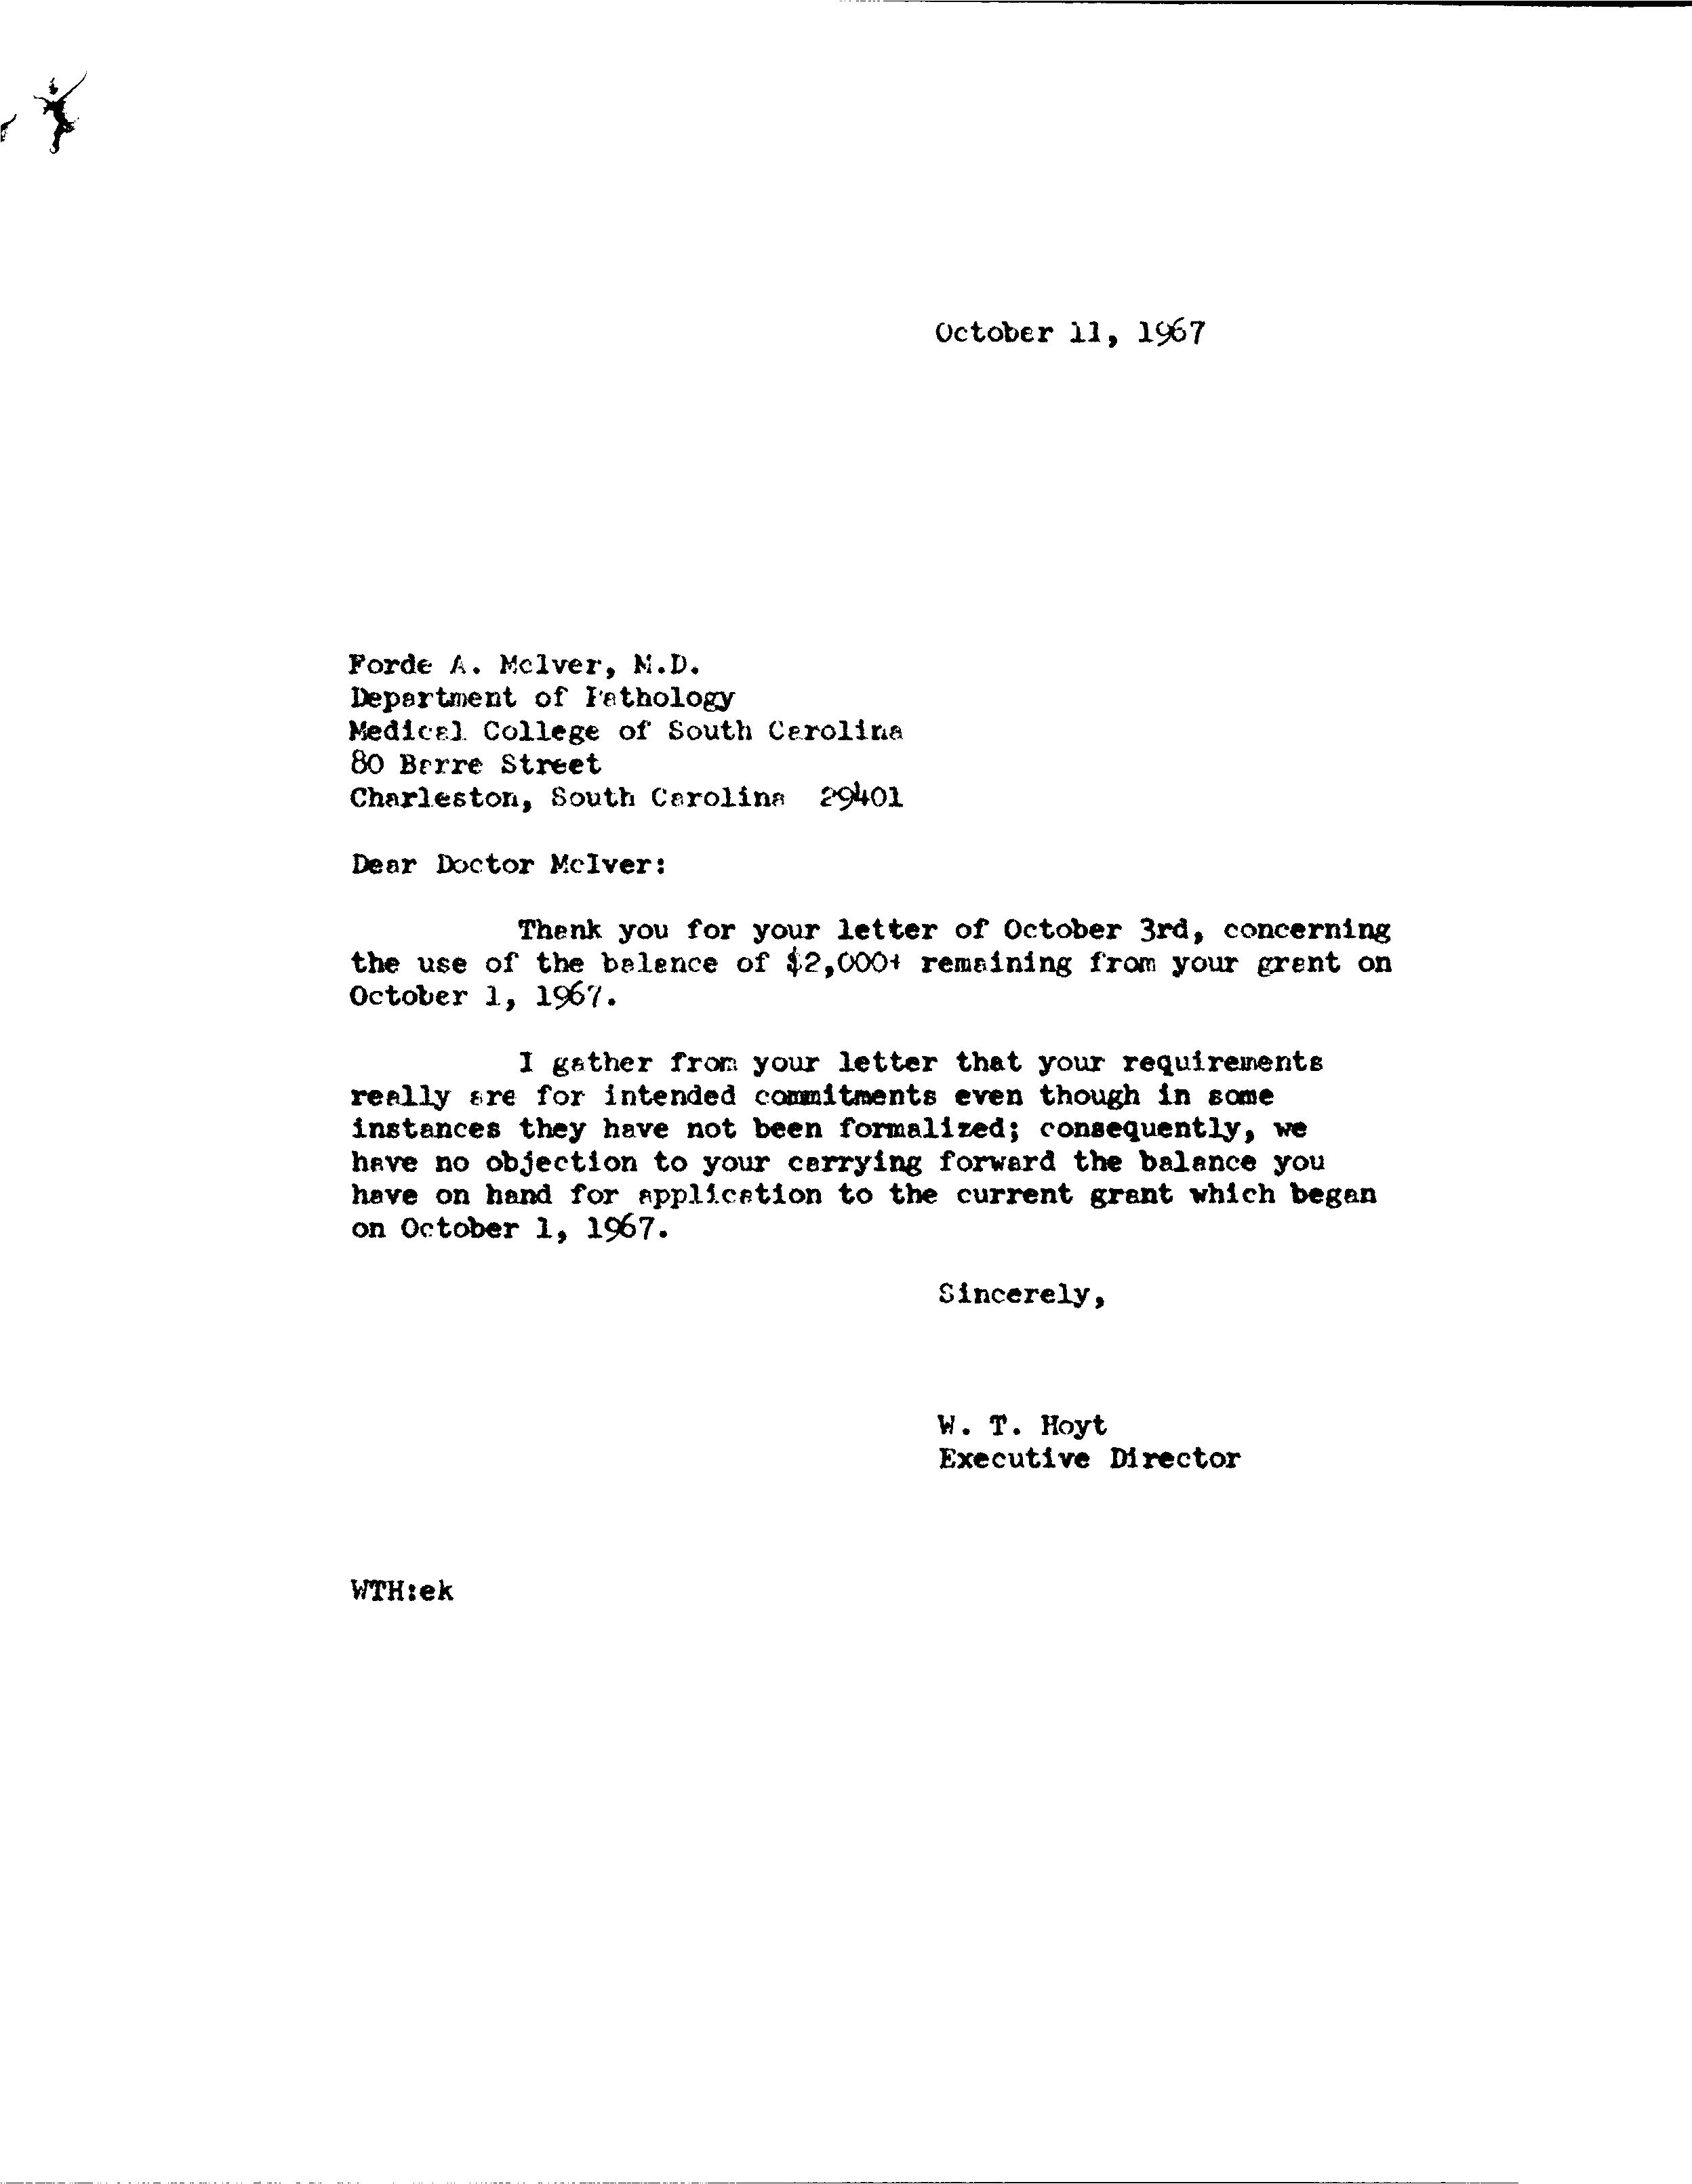 October 11, 1967
Forde A. McIver, M.D.
Department of Pathology
Medical College of South Carolina
80 Barre Street
Charleston, South Carolina 29401
Dear Doctor McIver:
Thank you for your letter of October 3rd, concerning
the use of the balance of $2,000+ remaining from your grant on
October 1, 1967.
I gather from your letter that your requirements
really are for intended commitments even though in some
instances they have not been formalized; consequently, we
have no objection to your carrying forward the balance you
have on hand for application to the current grant which began
on October 1, 1967.
Sincerely,
W. T. Hoyt
Executive Director
WTH:ek